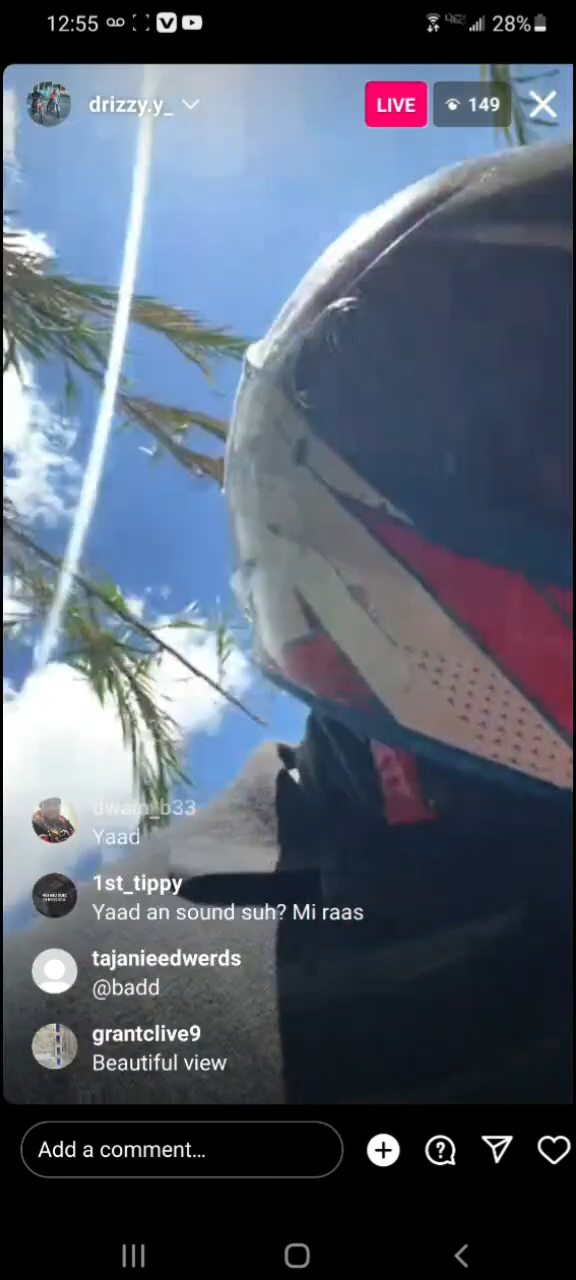 12:55
28%
drizzy.y_
LIVE
149
dwain_b33
Yaad
1st_tippy
Yaad an sound suh? Mi raas
tajanieedwerds
@badd
grantclive9
Beautiful view
Add a comment…